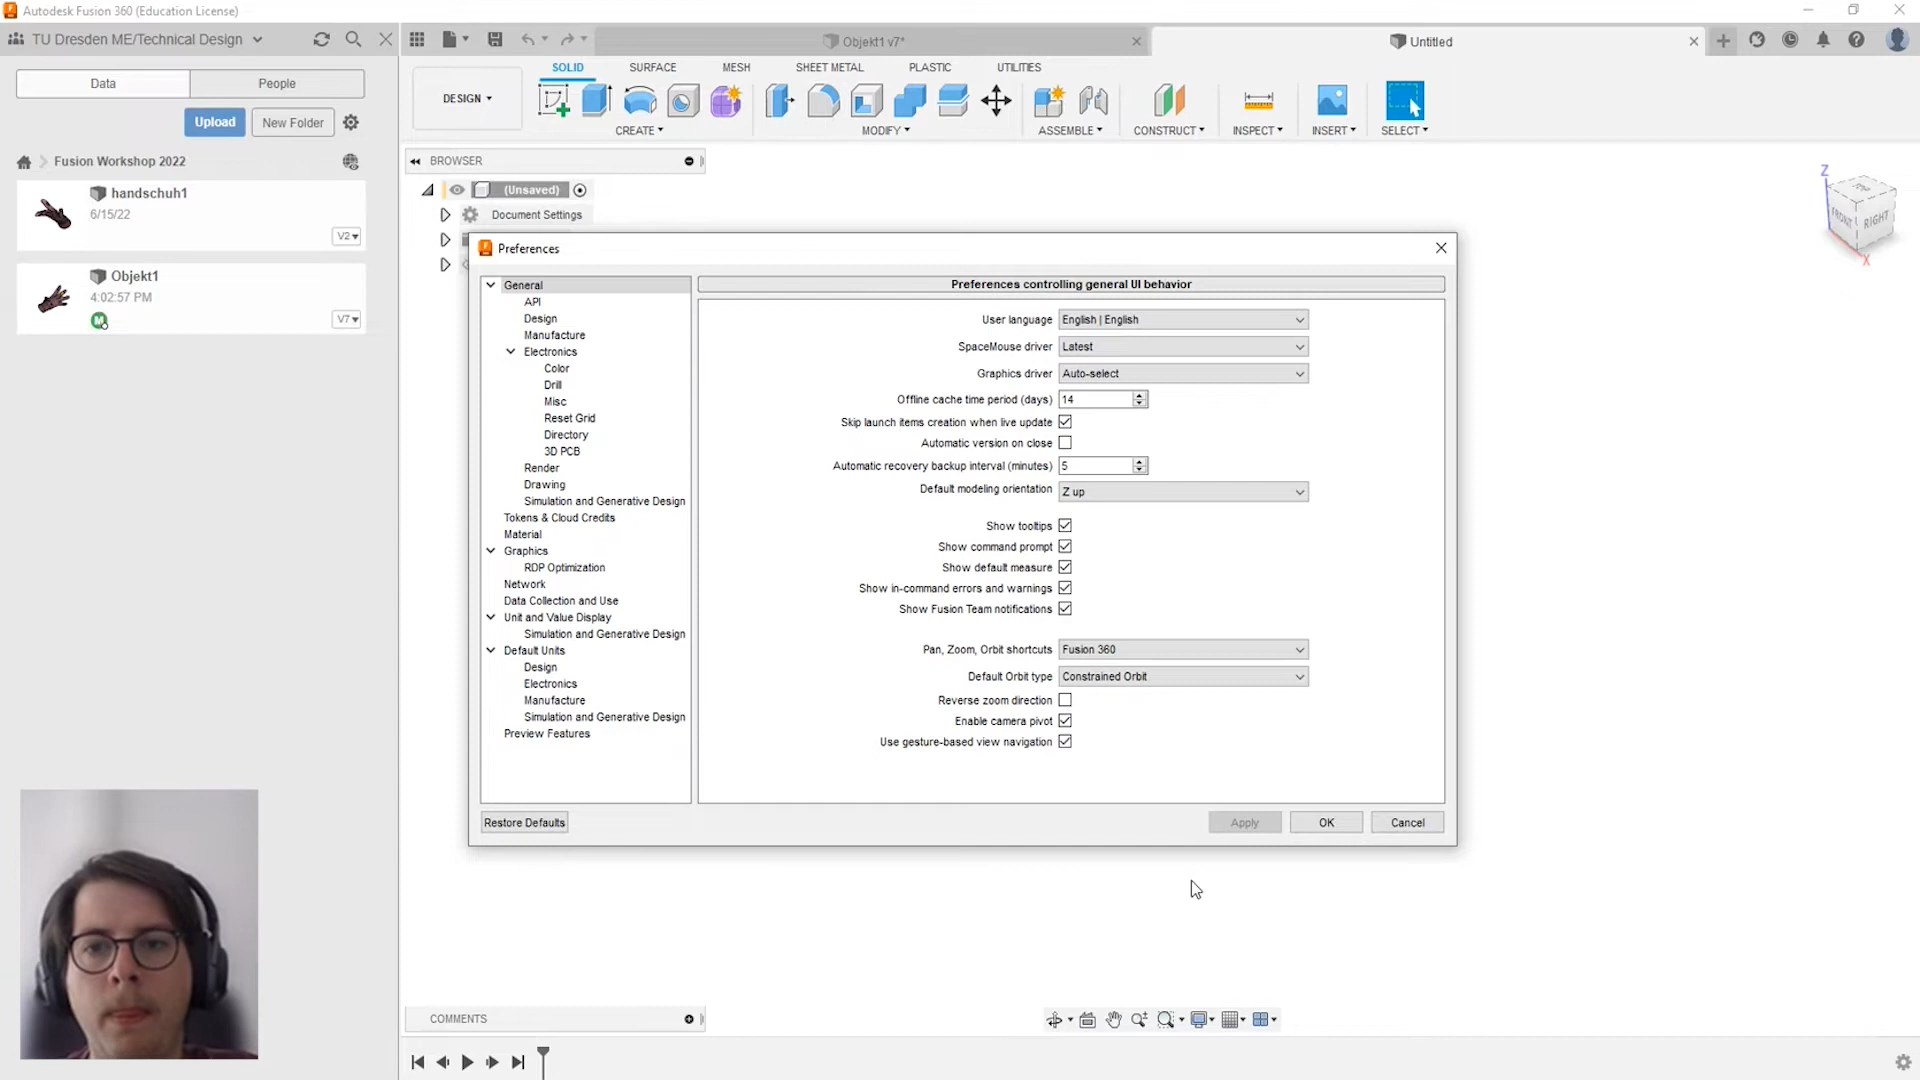 Autodesk Fusion 360 (Education License)
TU Dresden ME/Technical Design
Objekt1 v7*
Untitled
Data
People
Upload
New Folder
Fusion Workshop 2022
handschuh1
6/15/22
V2
Objekt1
4:02:57 PM
M
V7
DESIGN
SOLID
SURFACE
MESH
SHEET METAL
PLASTIC
UTILITIES
CREATE
MODIFY
ASSEMBLE
CONSTRUCT
INSPECT
INSERT
SELECT
BROWSER
(Unsaved)
Document Settings
Z
TOP
FRONT
RIGHT
X
Preferences
General
API
Design
Manufacture
Electronics
Color
Drill
Misc
Reset Grid
Directory
3D PCB
Render
Drawing
Simulation and Generative Design
Tokens & Cloud Credits
Material
Graphics
RDP Optimization
Network
Data Collection and Use
Unit and Value Display
Simulation and Generative Design
Default Units
Design
Electronics
Manufacture
Simulation and Generative Design
Preview Features
Preferences controlling general UI behavior
User language English | English
SpaceMouse driver Latest
Graphics driver Auto-select
Offline cache time period (days) 14
Skip launch items creation when live update
Automatic version on close
Automatic recovery backup interval (minutes) 5
Default modeling orientation Z up
Show tooltips
Show command prompt
Show default measure
Show in-command errors and warnings
Show Fusion Team notifications
Pan, Zoom, Orbit shortcuts Fusion 360
Default Orbit type Constrained Orbit
Reverse zoom direction
Enable camera pivot
Use gesture-based view navigation
Restore Defaults
Apply
OK
Cancel
COMMENTS